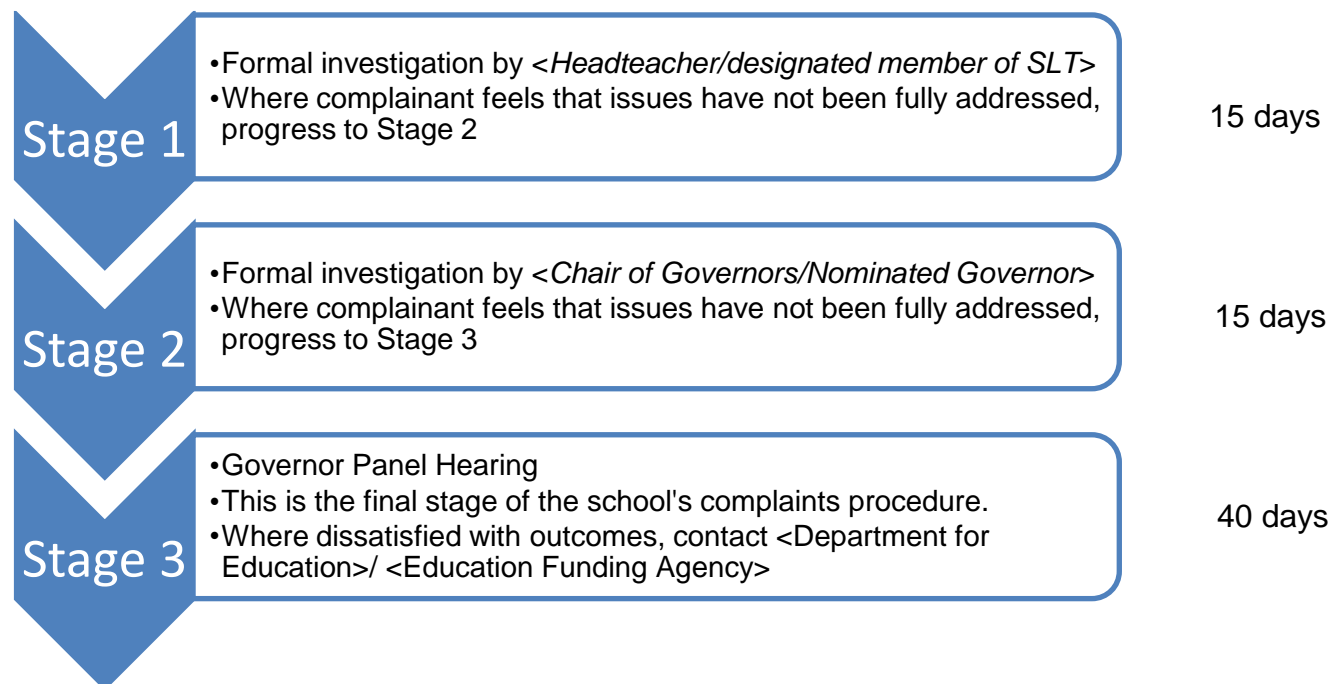 Stage 1
•Formal investigation by <Headteacher/designated member of SLT>
•Where complainant feels that issues have not been fully addressed,
progress to Stage 2
15 days
Stage 2
•Formal investigation by <Chair of Governors/Nominated Governor>
•Where complainant feels that issues have not been fully addressed,
progress to Stage 3
15 days
Stage 3
•Governor Panel Hearing
•This is the final stage of the school's complaints procedure.
•Where dissatisfied with outcomes, contact <Department for
Education>/ <Education Funding Agency>
40 days